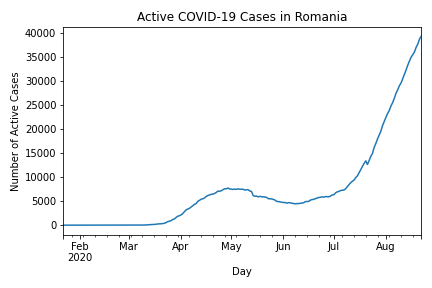 Active COVID-19 Cases in Romania
Number of Active Cases
40000
35000
30000
25000
20000
15000
10000
5000
0
Feb Mar Apr May Jun Jul Aug
2020
Day